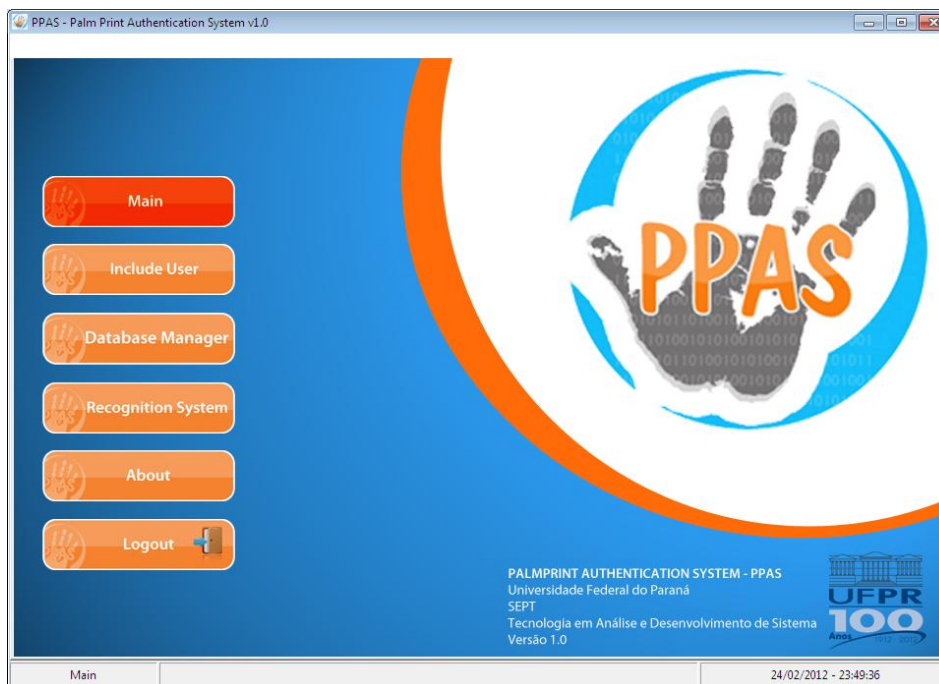 PPAS - Palm Print Authentication System v1.0
Main
Include User
Database Manager
Recognition System
About
Logout
PPAS
PALMPRINT AUTHENTICATION SYSTEM - PPAS
Universidade Federal do Paraná
SEPT
Tecnologia em Análise e Desenvolvimento de Sistema
Versão 1.0
UFPR
100
Anos 1912 - 2012
Main
24/02/2012 - 23:49:36